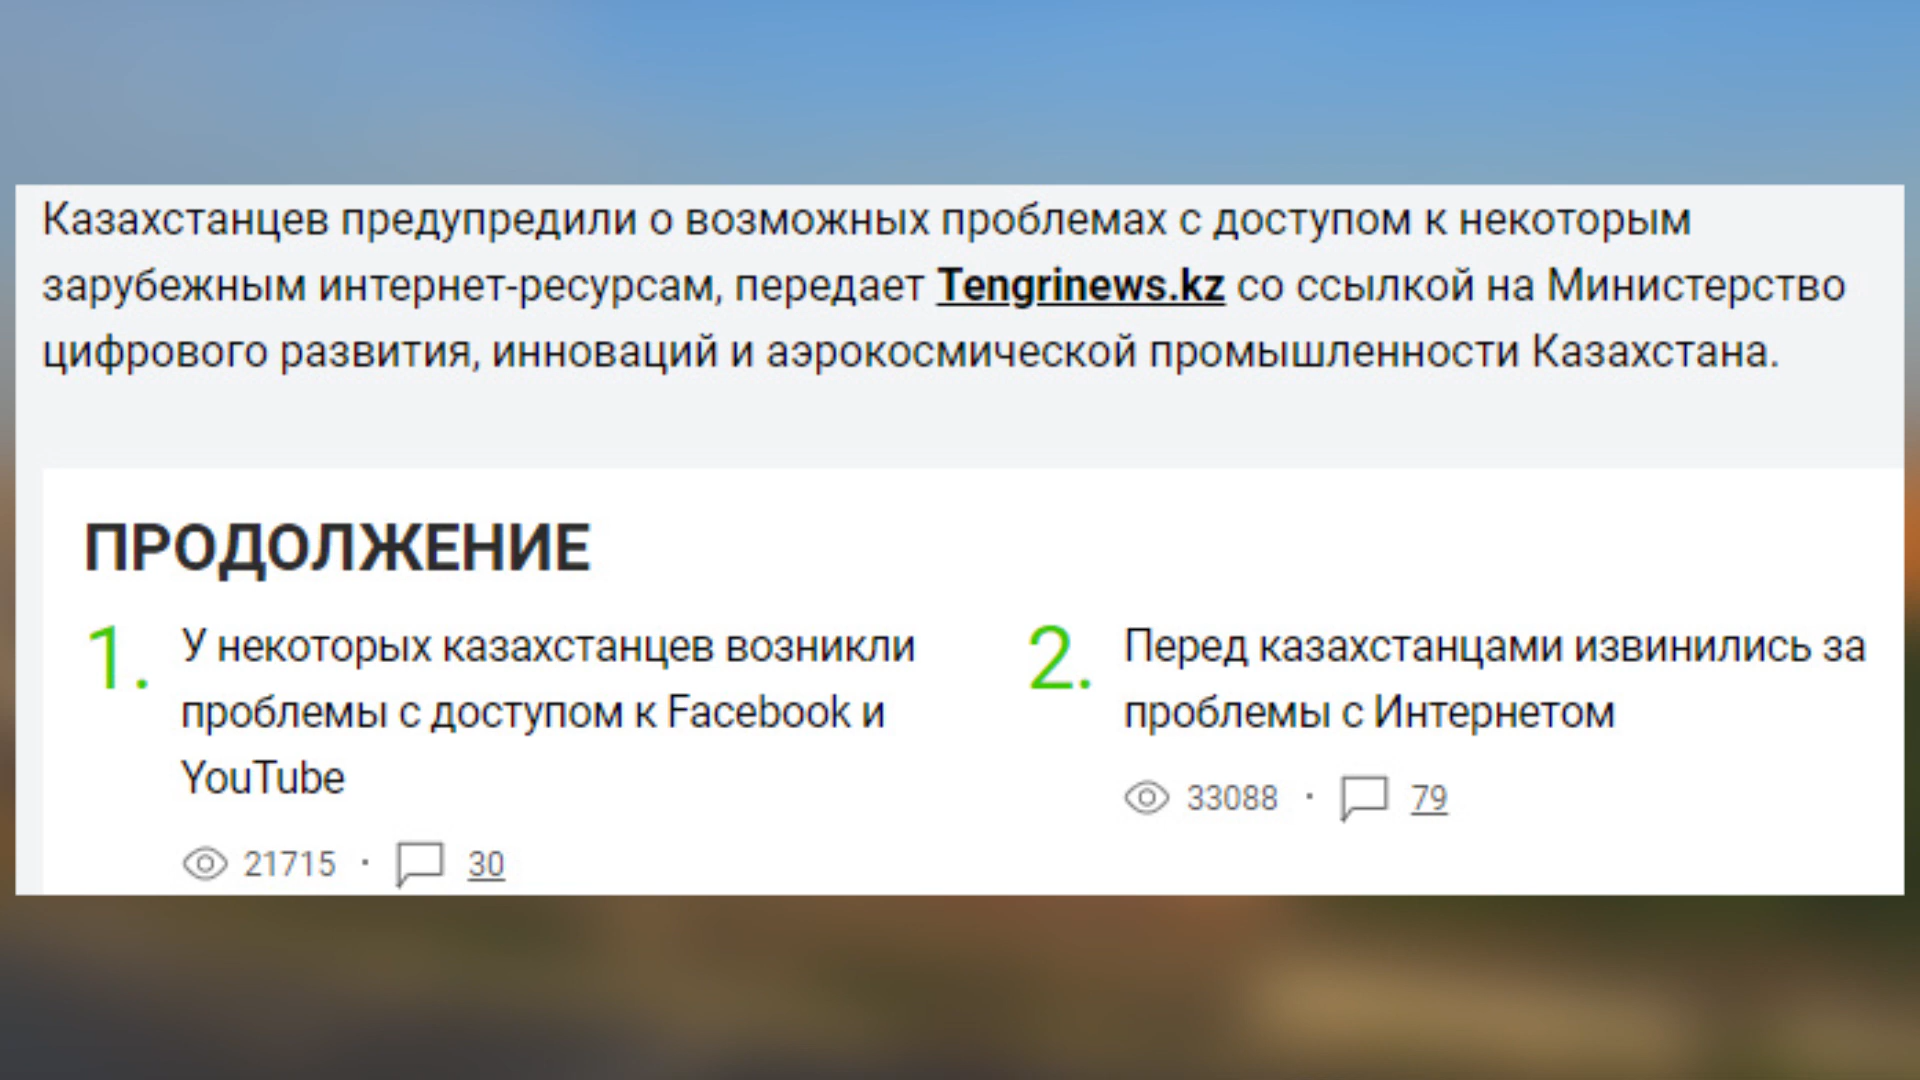 Казахстанцев предупредили о возможных проблемах с доступом к некоторым
зарубежным интернет-ресурсам, передает Tengrinews.kz со ссылкой на Министерство
цифрового развития, инноваций и аэрокосмической промышленности Казахстана.
ПРОДОЛЖЕНИЕ
1. У некоторых казахстанцев возникли
проблемы с доступом к Facebook и
YouTube
21715 · 30
2. Перед казахстанцами извинились за
проблемы с Интернетом
33088 · 79